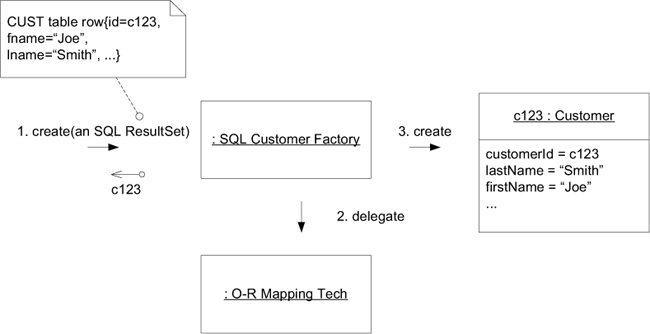 CUST table row{id=c123,
fname=“Joe”,
lname=“Smith”, ...}
1. create(an SQL ResultSet)
c123
: SQL Customer Factory
3. create
c123 : Customer
customerId = c123
lastName = “Smith”
firstName = “Joe”
...
2. delegate
: O-R Mapping Tech